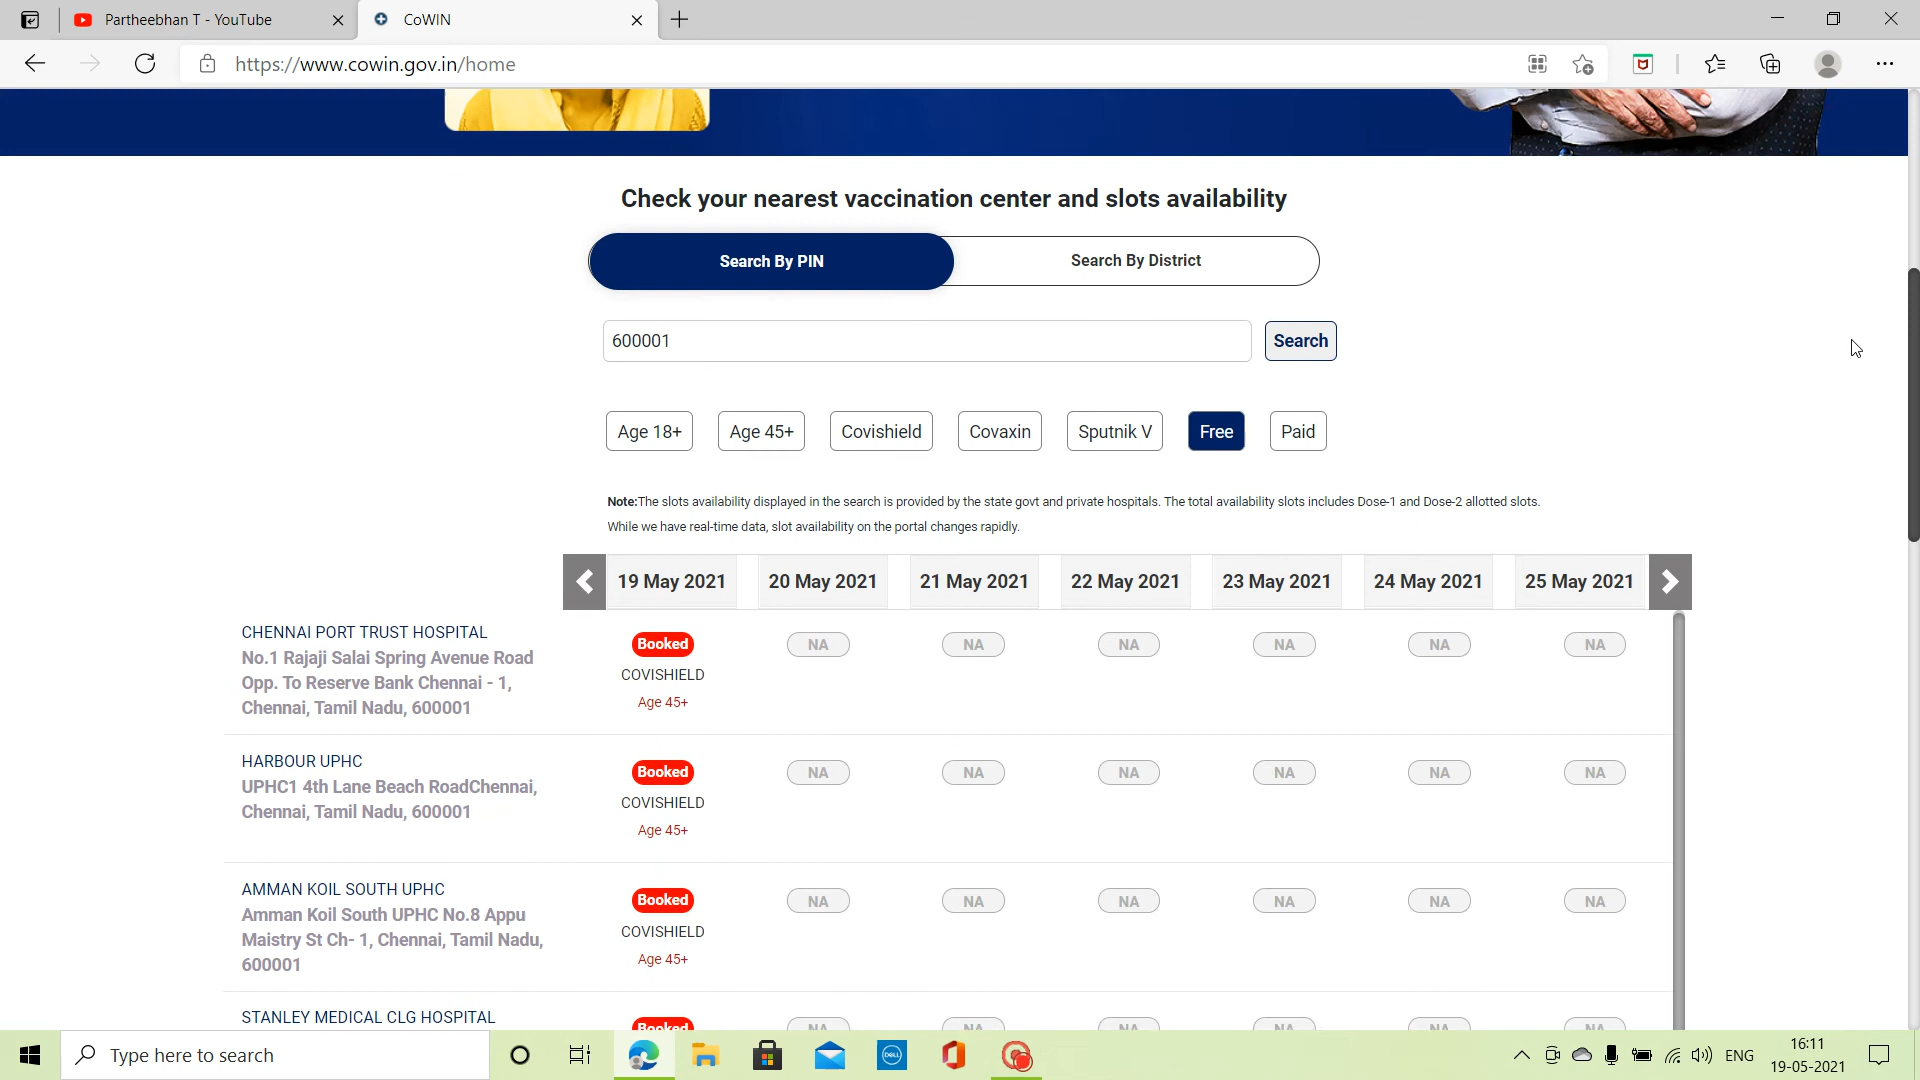 Partheebhan T - YouTube
CoWIN
https://www.cowin.gov.in/home
Check your nearest vaccination center and slots availability
Search By PIN
Search By District
600001
Search
Age 18+
Age 45+
Covishield
Covaxin
Sputnik V
Free
Paid
Note:The slots availability displayed in the search is provided by the state govt and private hospitals. The total availability slots includes Dose-1 and Dose-2 allotted slots.
While we have real-time data, slot availability on the portal changes rapidly.
19 May 2021
20 May 2021
21 May 2021
22 May 2021
23 May 2021
24 May 2021
25 May 2021
CHENNAI PORT TRUST HOSPITAL
No.1 Rajaji Salai Spring Avenue Road
Opp. To Reserve Bank Chennai - 1,
Chennai, Tamil Nadu, 600001
Booked
COVISHIELD
Age 45+
NA
NA
NA
NA
NA
NA
HARBOUR UPHC
UPHC1 4th Lane Beach RoadChennai,
Chennai, Tamil Nadu, 600001
Booked
COVISHIELD
Age 45+
NA
NA
NA
NA
NA
NA
AMMAN KOIL SOUTH UPHC
Amman Koil South UPHC No.8 Appu
Maistry St Ch- 1, Chennai, Tamil Nadu,
600001
Booked
COVISHIELD
Age 45+
NA
NA
NA
NA
NA
NA
STANLEY MEDICAL CLG HOSPITAL
Booked
NA
NA
NA
NA
NA
NA
Type here to search
DELL
ENG
16:11
19-05-2021